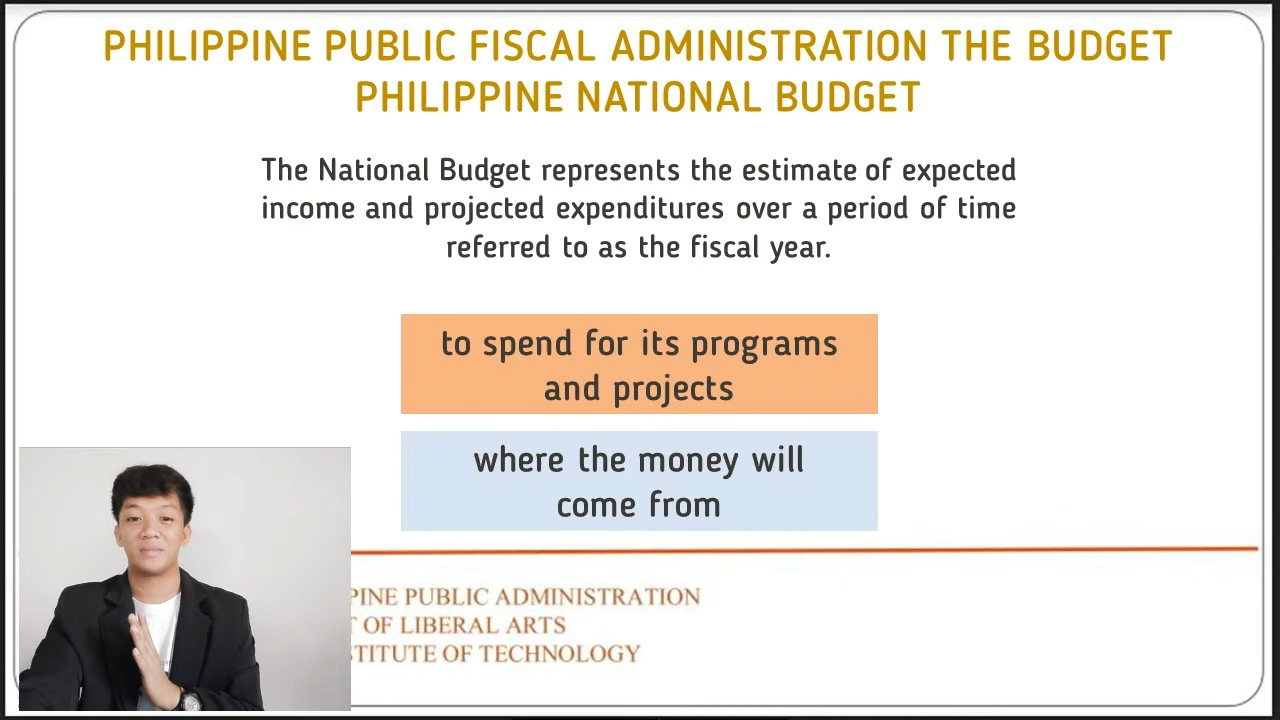 PHILIPPINE PUBLIC FISCAL ADMINISTRATION THE BUDGET
PHILIPPINE NATIONAL BUDGET
The National Budget represents the estimate of expected
income and projected expenditures over a period of time
referred to as the fiscal year.
to spend for its programs
and projects
where the money will
come from
PUBLIC ADMINISTRATION
OF LIBERAL ARTS
OF TECHNOLOGY